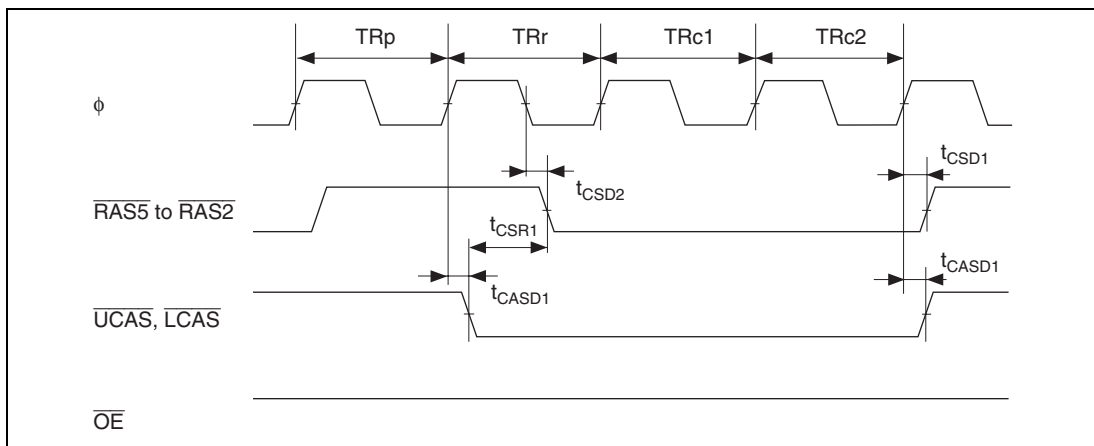 TRp TRr TRc1 TRc2
ϕ
tCSD1
tCSD2
RAS5 to RAS2
tCSR1
tCASD1
tCASD1
UCAS, LCAS
OE